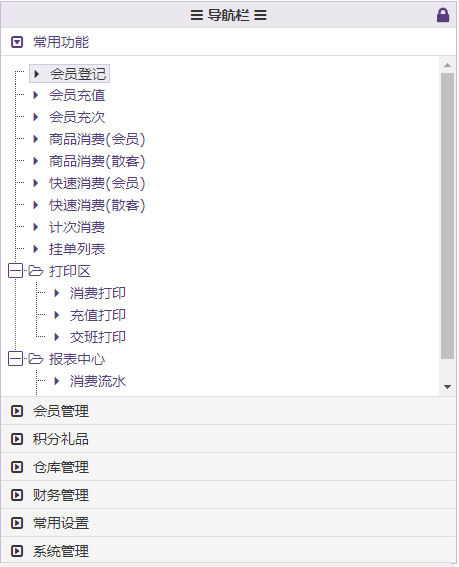 导航栏
常用功能
会员登记
会员充值
会员充次
商品消费(会员)
商品消费(散客)
快速消费(会员)
快速消费(散客)
计次消费
挂单列表
打印区
消费打印
充值打印
交班打印
报表中心
消费流水
会员管理
积分礼品
仓库管理
财务管理
常用设置
系统管理